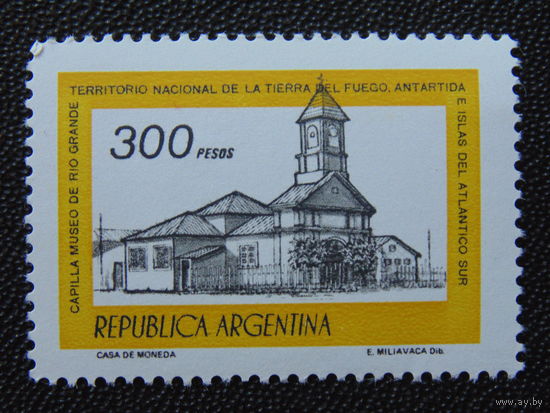 CAPILLA MUSEO DE RIO GRANDE
TERRITORIO NACIONAL DE LA TIERRA DEL FUEGO, ANTARTIDA
E ISLAS DEL ATLANTICO SUR
300 PESOS
REPUBLICA ARGENTINA
CASA DE MONEDA
E. MILIAVACA Dib.
www.ay.by